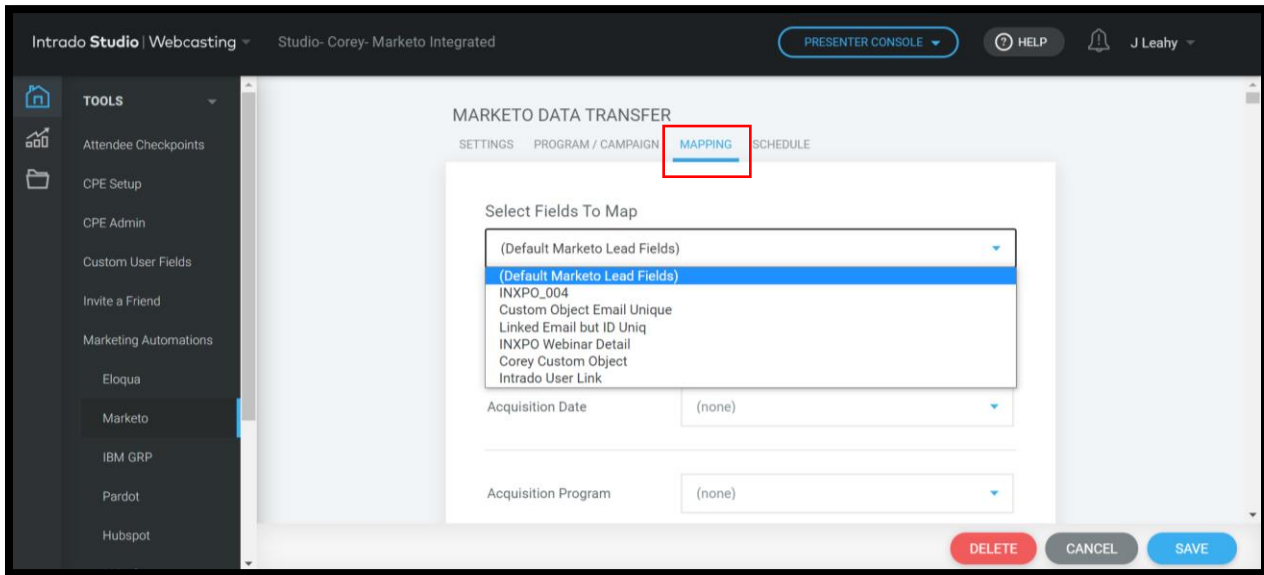 Intrado Studio | Webcasting
Studio- Corey- Marketo Integrated
PRESENTER CONSOLE
? HELP
J Leahy
TOOLS
Attendee Checkpoints
CPE Setup
CPE Admin
Custom User Fields
Invite a Friend
Marketing Automations
Eloqua
Marketo
IBM GRP
Pardot
Hubspot
MARKETO DATA TRANSFER
SETTINGS PROGRAM / CAMPAIGN MAPPING SCHEDULE
Select Fields To Map
(Default Marketo Lead Fields)
(Default Marketo Lead Fields)
INXPO_004
Custom Object Email Unique
Linked Email but ID Uniq
INXPO Webinar Detail
Corey Custom Object
Intrado User Link
Acquisition Date (none)
Acquisition Program (none)
DELETE CANCEL SAVE